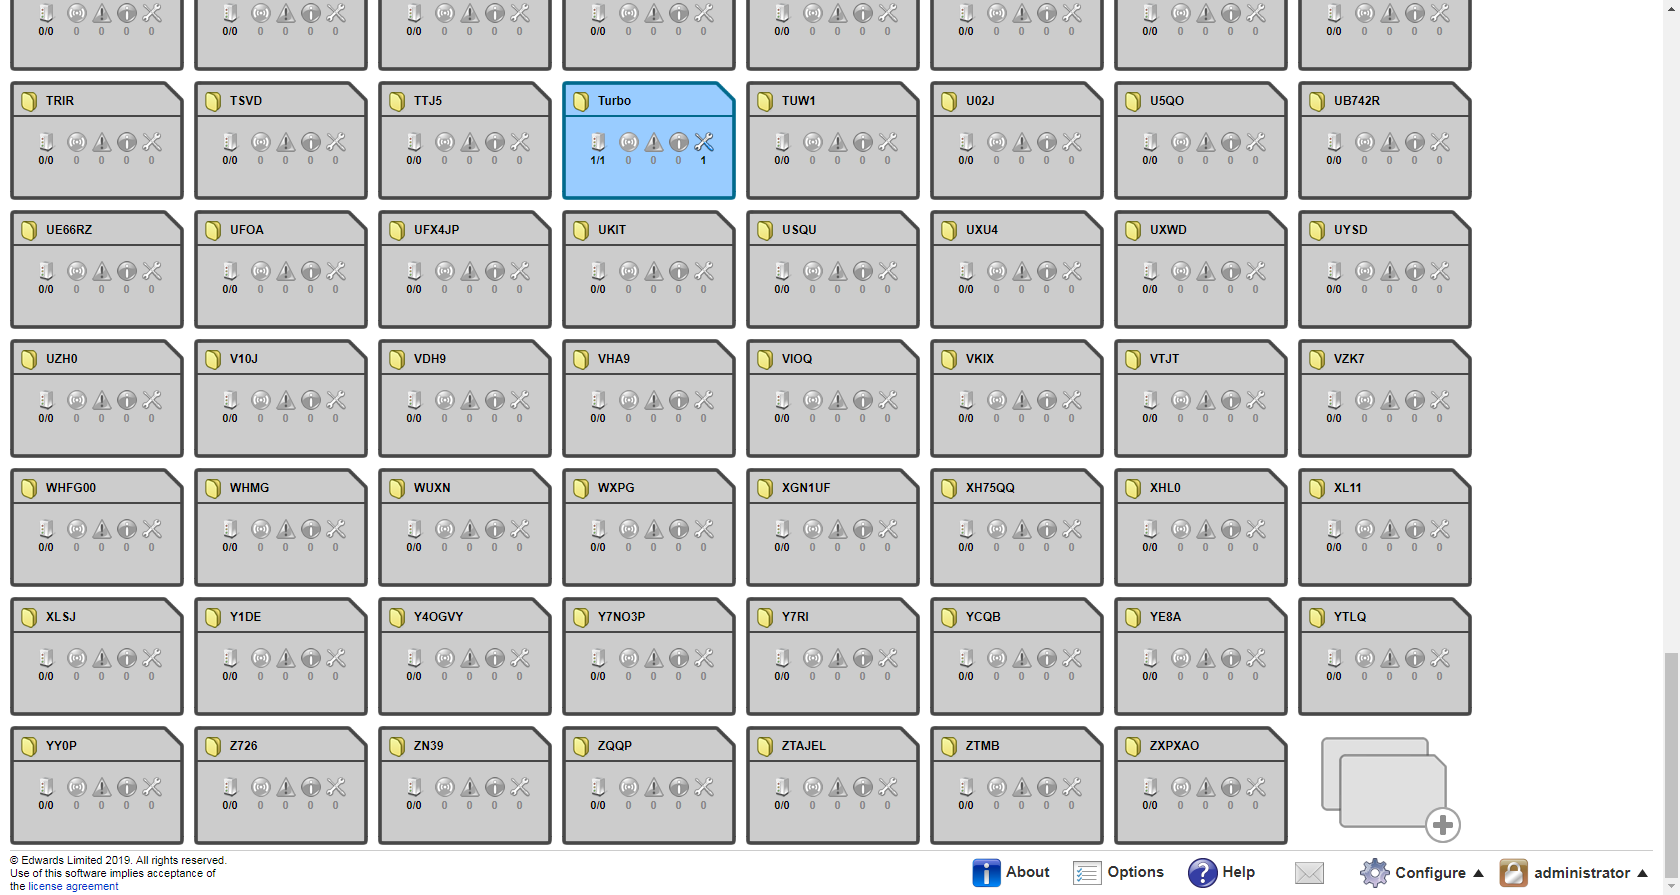 0/0 0 0 0 0 0/0 0 0 0 0 0/0 0 0 0 0 0/0 0 0 0 0 0/0 0 0 0 0 0/0 0 0 0 0 0/0 0 0 0 0 0/0 0 0 0 0
TRIR TSVD TTJ5 Turbo TUW1 U02J U5QO UB742R
0/0 0 0 0 0 0/0 0 0 0 0 0/0 0 0 0 0 1/1 0 0 0 1 0/0 0 0 0 0 0/0 0 0 0 0 0/0 0 0 0 0 0/0 0 0 0 0
UE66RZ UFOA UFX4JP UKIT USQU UXU4 UXWD UYSD
0/0 0 0 0 0 0/0 0 0 0 0 0/0 0 0 0 0 0/0 0 0 0 0 0/0 0 0 0 0 0/0 0 0 0 0 0/0 0 0 0 0 0/0 0 0 0 0
UZH0 V10J VDH9 VHA9 VIOQ VKIX VTJT VZK7
0/0 0 0 0 0 0/0 0 0 0 0 0/0 0 0 0 0 0/0 0 0 0 0 0/0 0 0 0 0 0/0 0 0 0 0 0/0 0 0 0 0 0/0 0 0 0 0
WHFG00 WHMG WUXN WXPG XGN1UF XH75QQ XHL0 XL11
0/0 0 0 0 0 0/0 0 0 0 0 0/0 0 0 0 0 0/0 0 0 0 0 0/0 0 0 0 0 0/0 0 0 0 0 0/0 0 0 0 0 0/0 0 0 0 0
XLSJ Y1DE Y4OGVY Y7NO3P Y7RI YCQB YE8A YTLQ
0/0 0 0 0 0 0/0 0 0 0 0 0/0 0 0 0 0 0/0 0 0 0 0 0/0 0 0 0 0 0/0 0 0 0 0 0/0 0 0 0 0 0/0 0 0 0 0
YY0P Z726 ZN39 ZQQP ZTAJEL ZTMB ZXPXAO
0/0 0 0 0 0 0/0 0 0 0 0 0/0 0 0 0 0 0/0 0 0 0 0 0/0 0 0 0 0 0/0 0 0 0 0 0/0 0 0 0 0
© Edwards Limited 2019. All rights reserved.
Use of this software implies acceptance of
the license agreement
About Options Help Configure administrator